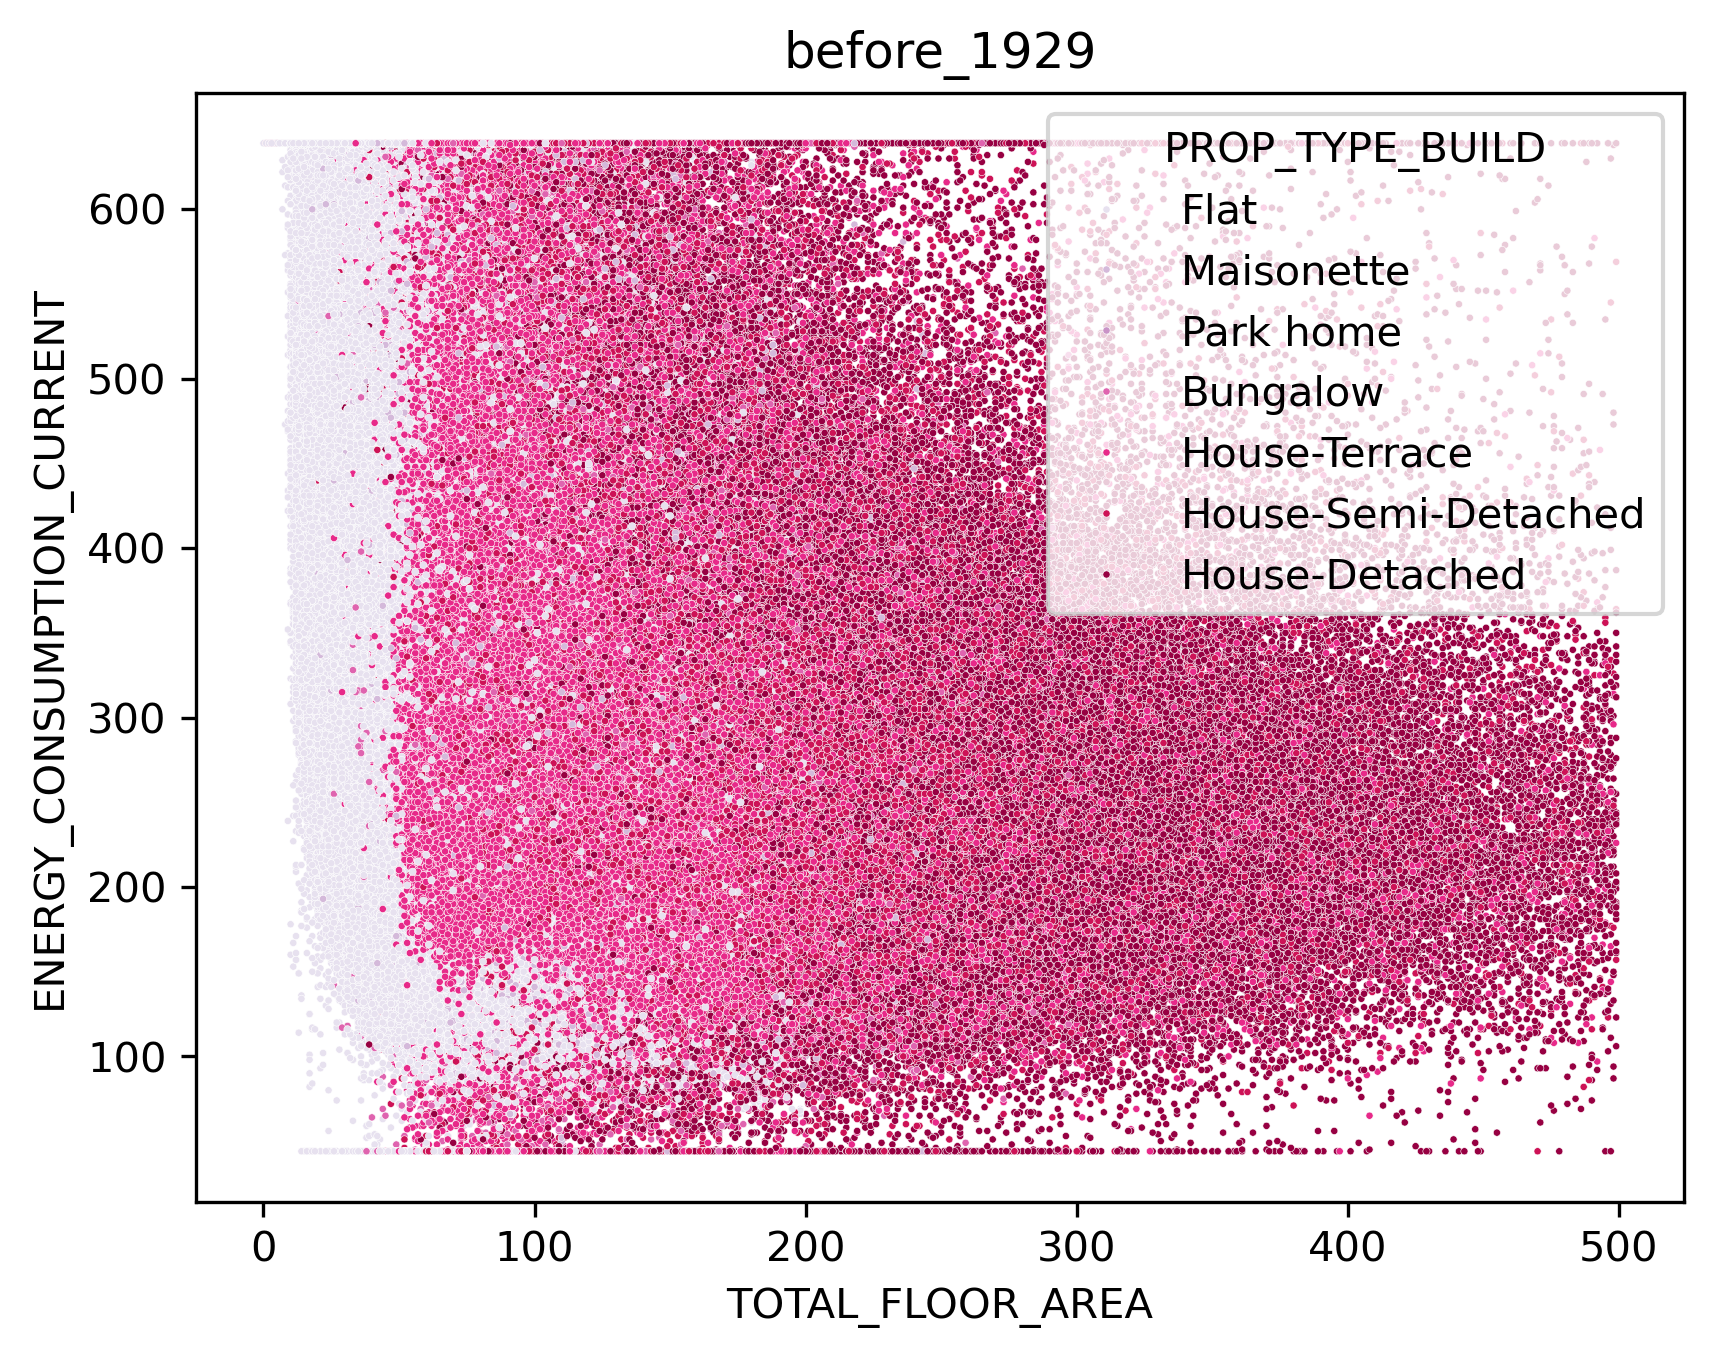 before_1929
PROP_TYPE_BUILD
Flat
Maisonette
Park home
Bungalow
House-Terrace
House-Semi-Detached
House-Detached
ENERGY_CONSUMPTION_CURRENT
600
500
400
300
200
100
0 100 200 300 400 500
TOTAL_FLOOR_AREA